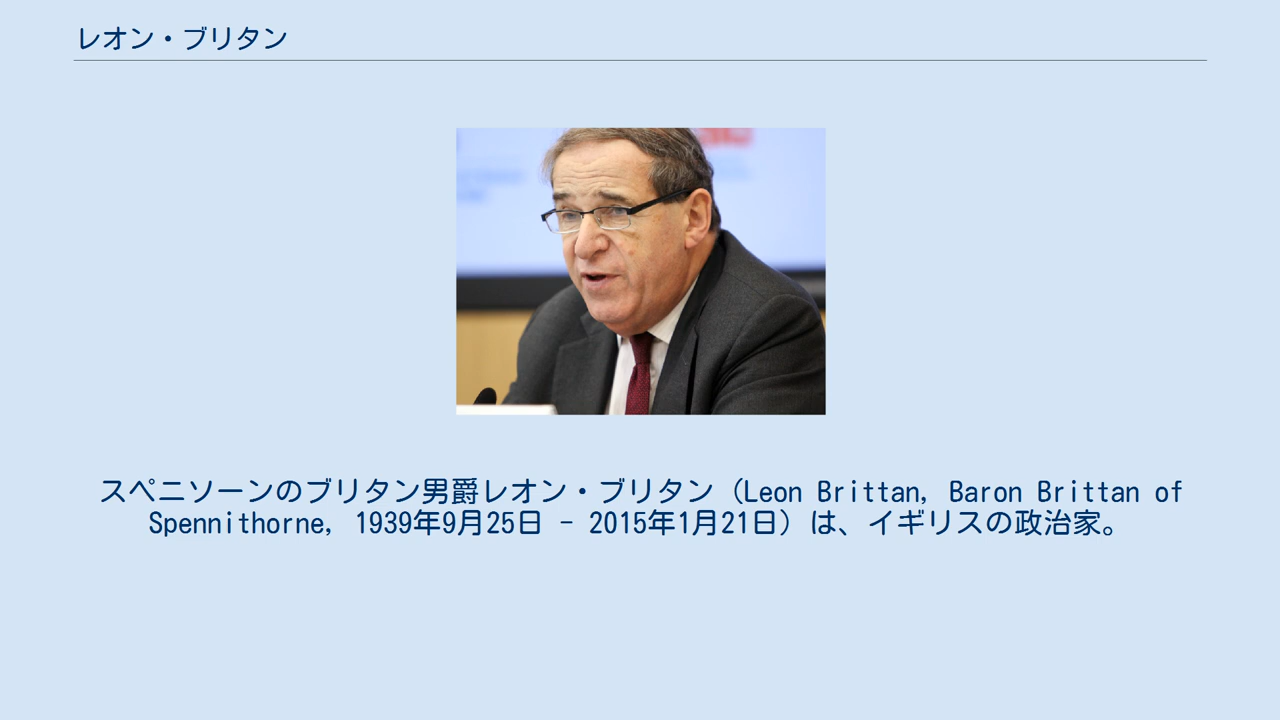 レオン・ブリタン
スペニソーンのブリタン男爵レオン・ブリタン（Leon Brittan, Baron Brittan of
Spennithorne, 1939年9月25日 - 2015年1月21日）は、イギリスの政治家。